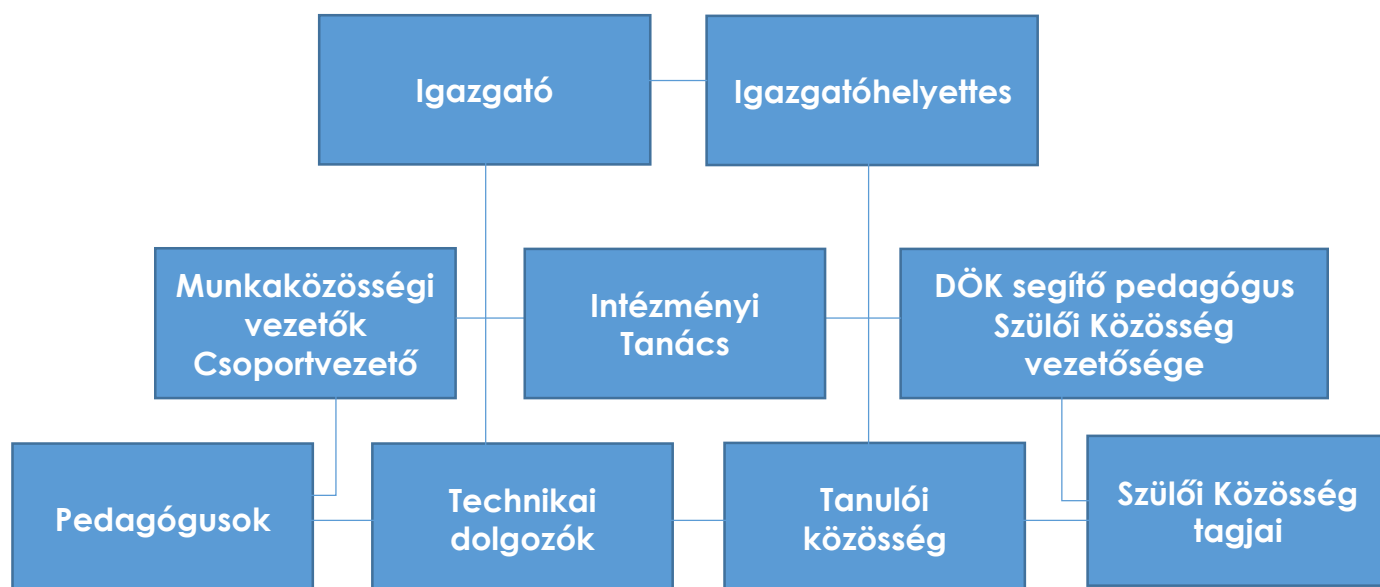 Igazgató
Igazgatóhelyettes
Munkaközösségi
vezetők
Csoportvezető
Intézményi
Tanács
DÖK segítő pedagógus
Szülői Közösség
vezetősége
Pedagógusok
Technikai
dolgozók
Tanulói
közösség
Szülői Közösség
tagjai